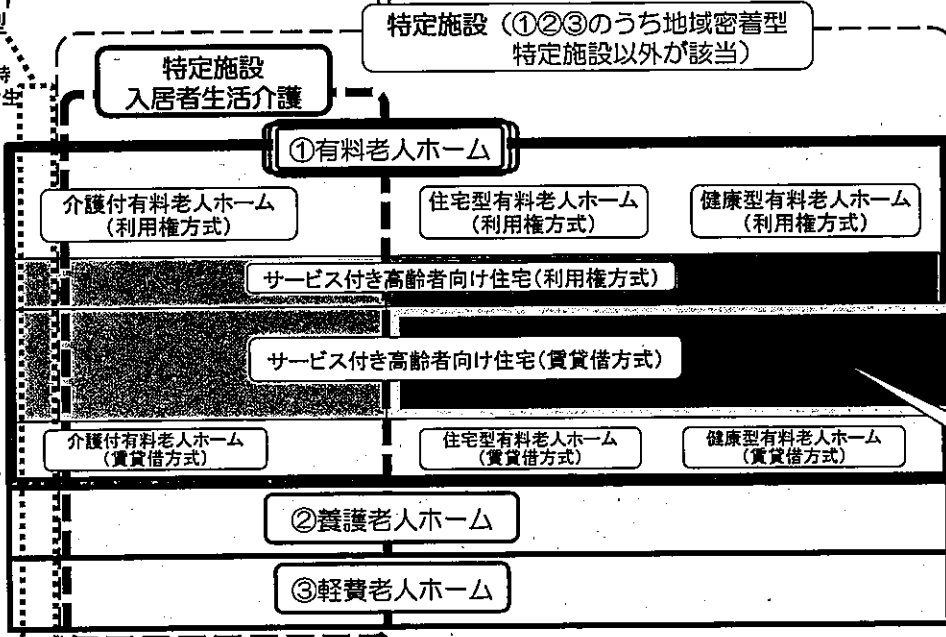 特定施設（①②③のうち地域密着型
特定施設以外が該当）
特定施設
入居者生活介護
①有料老人ホーム
介護付有料老人ホーム
(利用権方式)
住宅型有料老人ホーム
(利用権方式)
健康型有料老人ホーム
(利用権方式)
サービス付き高齢者向け住宅(利用権方式)
サービス付き高齢者向け住宅(賃貸借方式)
介護付有料老人ホーム
(賃貸借方式)
住宅型有料老人ホーム
(賃貸借方式)
健康型有料老人ホーム
(賃貸借方式)
②養護老人ホーム
③軽費老人ホーム